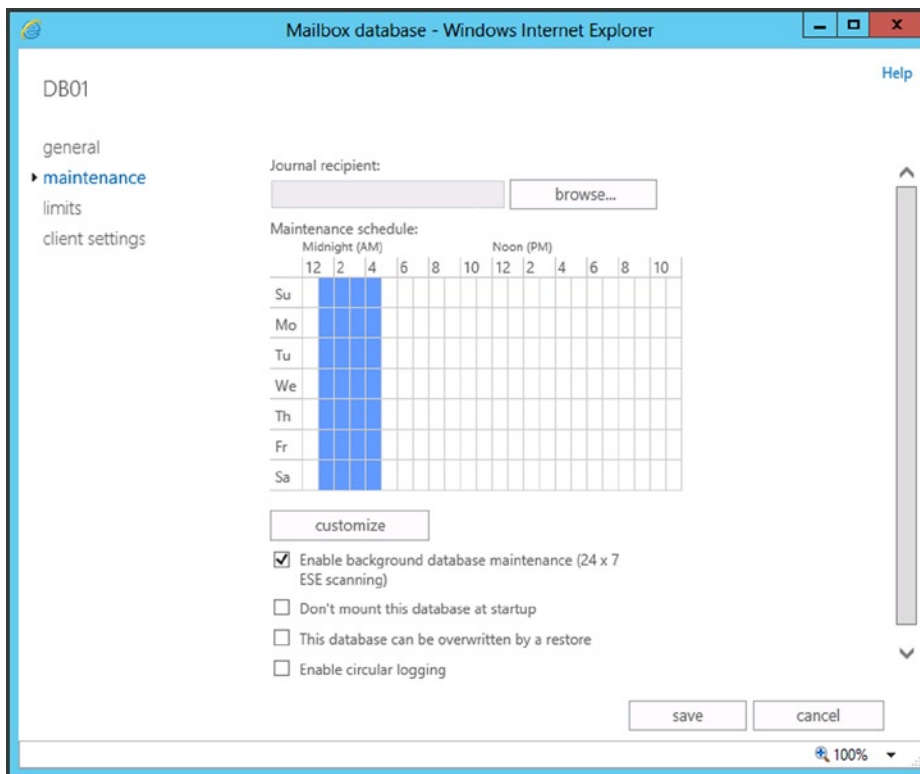 Mailbox database - Windows Internet Explorer
Help
DB01
general
maintenance
limits
client settings
Journal recipient:
browse...
Maintenance schedule:
Midnight (AM) Noon (PM)
12 2 4 6 8 10 12 2 4 6 8 10
Su
Mo
Tu
We
Th
Fr
Sa
customize
Enable background database maintenance (24 x 7
ESE scanning)
Don't mount this database at startup
This database can be overwritten by a restore
Enable circular logging
save cancel
100%